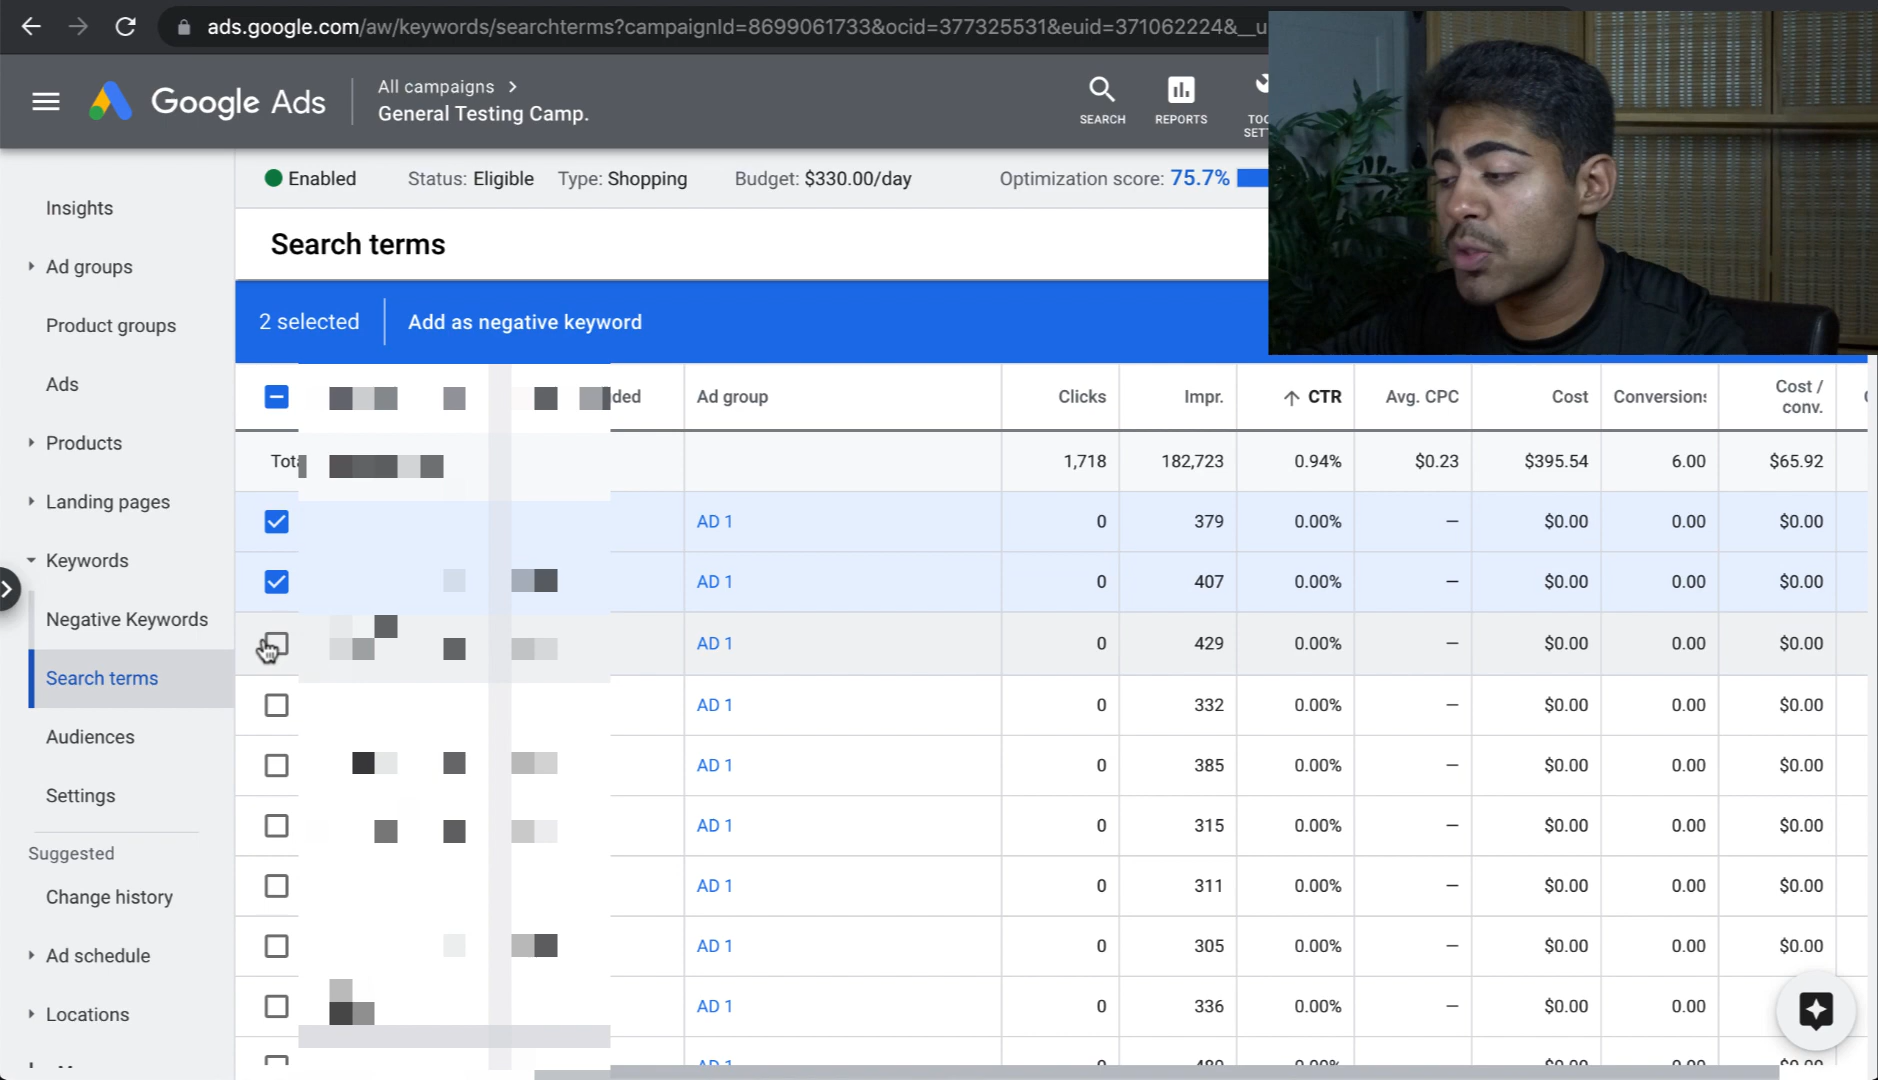 ads.google.com/aw/keywords/searchterms?campaignId=8699061733&ocid=377325531&euid=371062224&__u
Google Ads
All campaigns
General Testing Camp.
SEARCH
REPORTS
Enabled
Status: Eligible
Type: Shopping
Budget: $330.00/day
Optimization score: 75.7%
Insights
Ad groups
Product groups
Ads
Products
Landing pages
Keywords
Negative Keywords
Search terms
Audiences
Settings
Suggested
Change history
Ad schedule
Locations
Search terms
2 selected
Add as negative keyword
Ad group Clicks Impr. CTR Avg. CPC Cost Conversions Cost / conv.
1,718 182,723 0.94% $0.23 $395.54 6.00 $65.92
AD 1 0 379 0.00% — $0.00 0.00 $0.00
AD 1 0 407 0.00% — $0.00 0.00 $0.00
AD 1 0 429 0.00% — $0.00 0.00 $0.00
AD 1 0 332 0.00% — $0.00 0.00 $0.00
AD 1 0 385 0.00% — $0.00 0.00 $0.00
AD 1 0 315 0.00% — $0.00 0.00 $0.00
AD 1 0 311 0.00% — $0.00 0.00 $0.00
AD 1 0 305 0.00% — $0.00 0.00 $0.00
AD 1 0 336 0.00% — $0.00 0.00